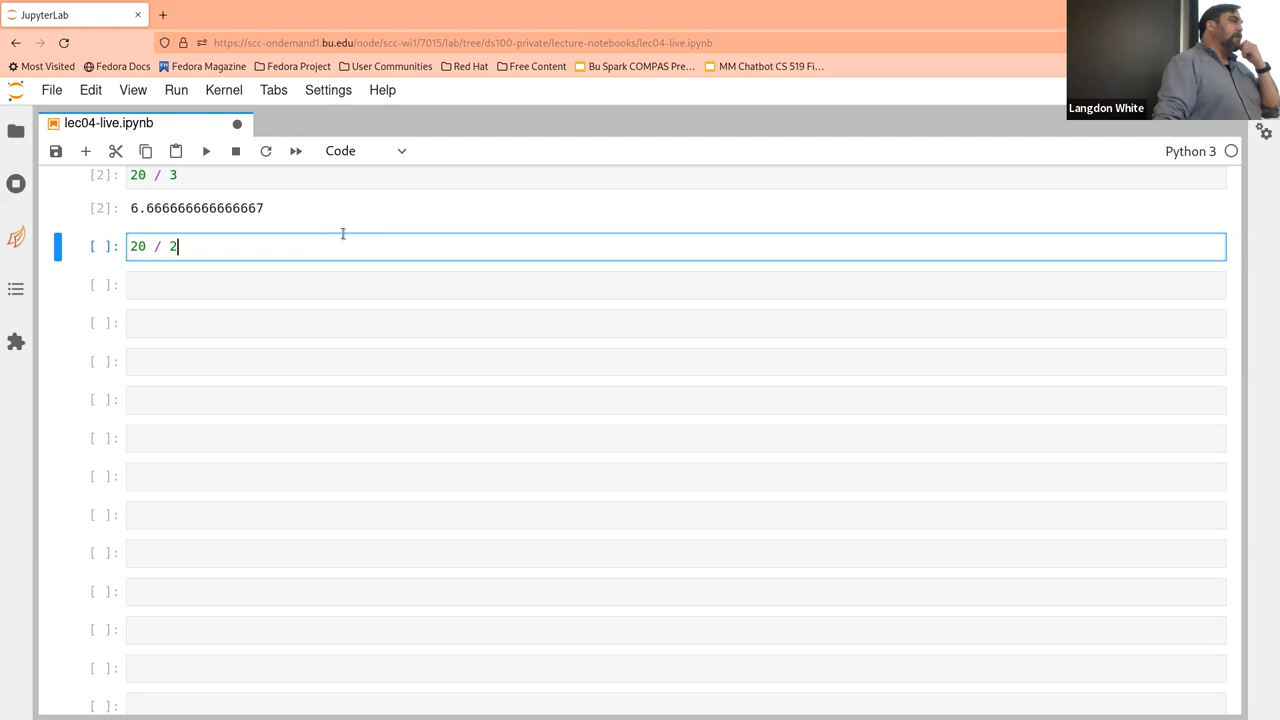 JupyterLab
https://scc-ondemand1.bu.edu/node/scc-wi1/7015/lab/tree/ds100-private/lecture-notebooks/lec04-live.ipynb
Most Visited Fedora Docs Fedora Magazine Fedora Project User Communities Red Hat Free Content Bu Spark COMPAS Pre... MM Chatbot CS 519 Fi...
File Edit View Run Kernel Tabs Settings Help
Langdon White
lec04-live.ipynb
Code Python 3
[2]: 20 / 3
[2]: 6.666666666666667
[ ]: 20 / 2
[ ]:
[ ]:
[ ]:
[ ]:
[ ]:
[ ]:
[ ]:
[ ]:
[ ]:
[ ]:
[ ]:
[ ]: